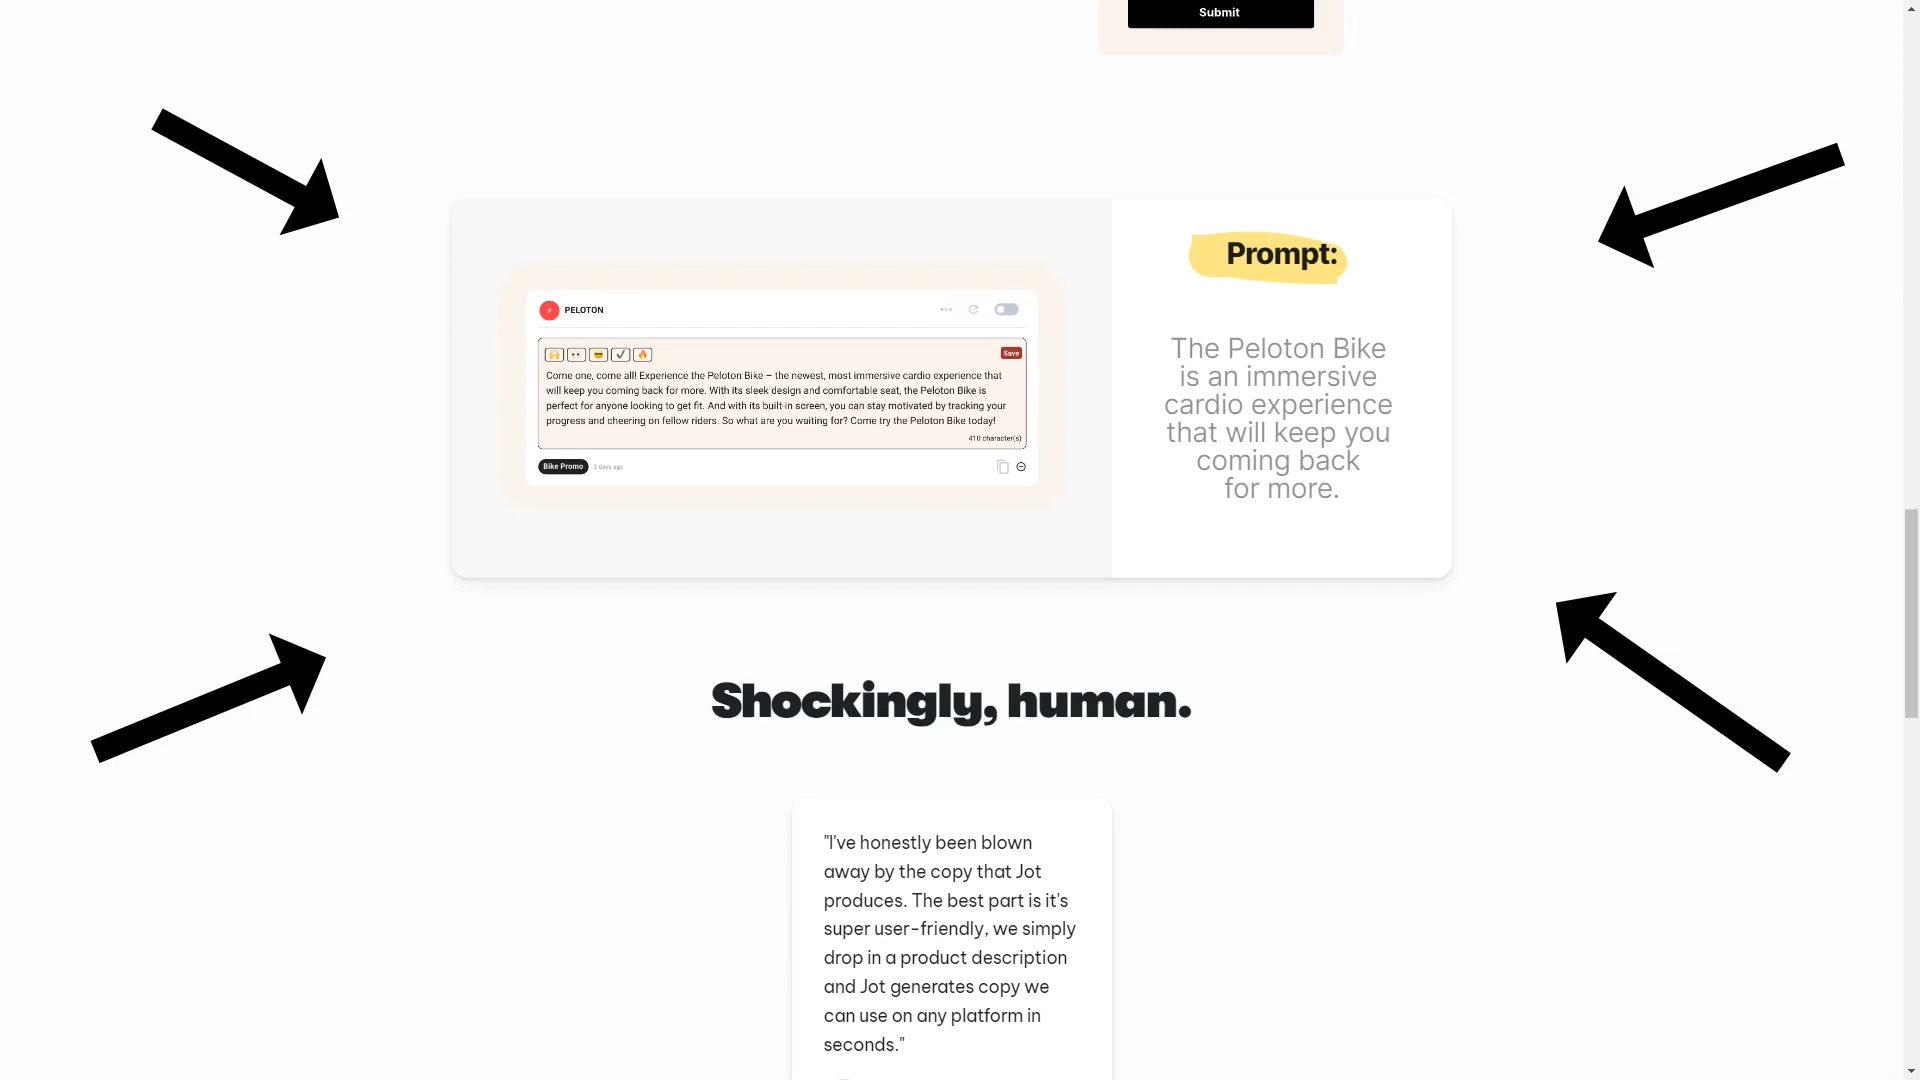 Submit
PELOTON
Save
Come one, come all! Experience the Peloton Bike – the newest, most immersive cardio experience that
will keep you coming back for more. With its sleek design and comfortable seat, the Peloton Bike is
perfect for anyone looking to get fit. And with its built-in screen, you can stay motivated by tracking your
progress and cheering on fellow riders. So what are you waiting for? Come try the Peloton Bike today!
410 character(s)
Bike Promo 3 days ago
Prompt:
The Peloton Bike
is an immersive
cardio experience
that will keep you
coming back
for more.
Shockingly, human.
"I've honestly been blown
away by the copy that Jot
produces. The best part is it's
super user-friendly, we simply
drop in a product description
and Jot generates copy we
can use on any platform in
seconds."